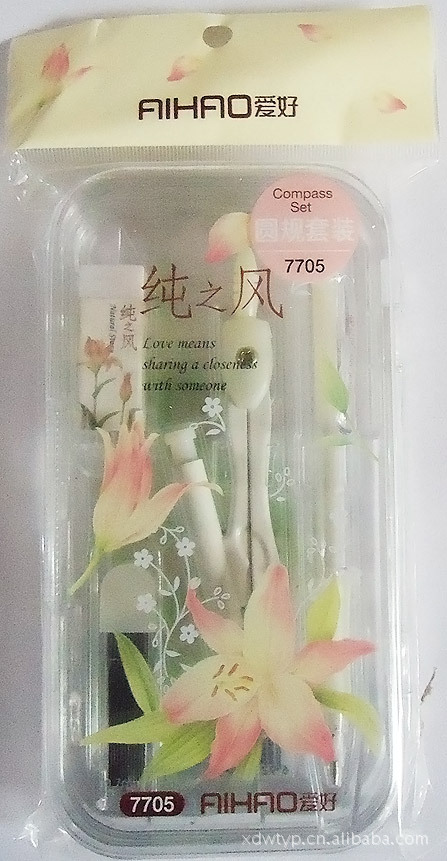 AIHAO爱好
Compass
Set
圆规套装
7705
纯之风
Love means
sharing a closeness
with someone
纯之风
7705 AIHAO爱好
xdwtyp.cn.alibaba.com